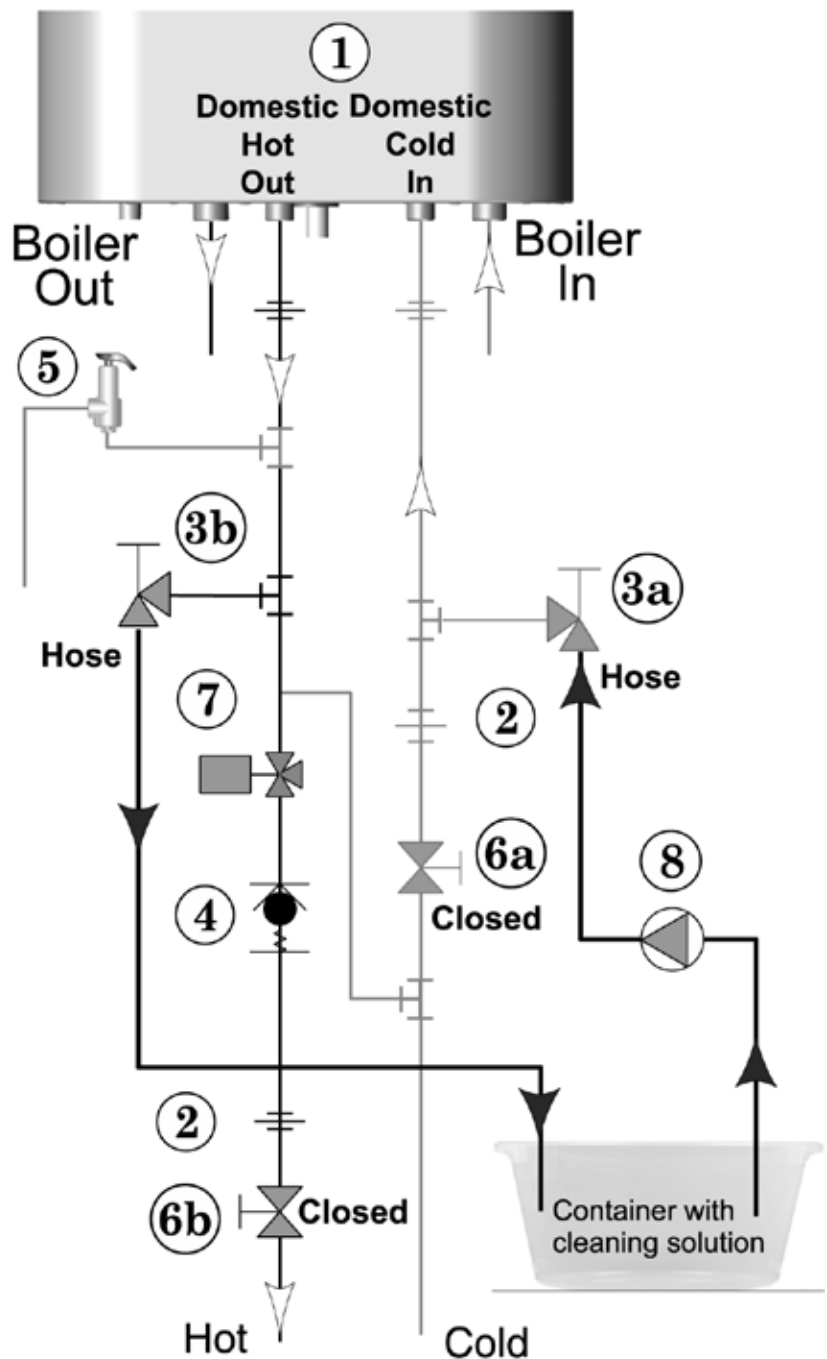 1
Domestic Domestic
Hot Cold
Out In
Boiler
Out
Boiler
In
5
3b
3a
Hose
Hose
7
2
6a
Closed
8
4
2
6b
Closed
Container with
cleaning solution
Hot
Cold